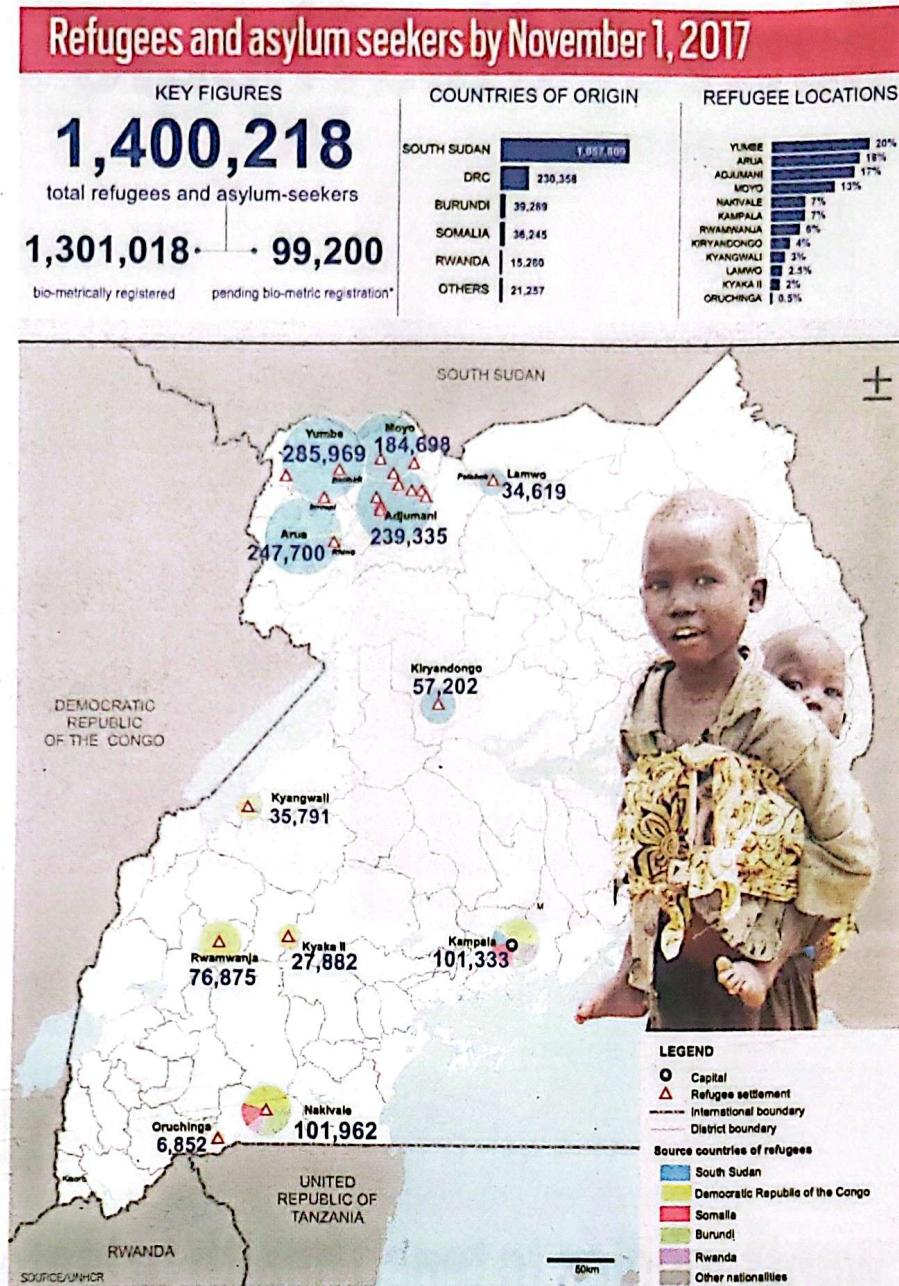 Refugees and asylum seekers by November 1, 2017
KEY FIGURES
1,400,218
total refugees and asylum-seekers
1,301,018
99,200
bio-metrically registered
pending bio-metric registration*
COUNTRIES OF ORIGIN
SOUTH SUDAN 1,057,809
DRC 230,358
BURUNDI 39,289
SOMALIA 36,245
RWANDA 15,260
OTHERS 21,257
REFUGEE LOCATIONS
YUMBE 20%
ARUA 18%
ADJUMANI 17%
MOYO 13%
NAKIVALE 7%
KAMPALA 7%
RWAMWANJA 6%
KIRYANDONGO 4%
KYANGWALI 3%
LAMWO 2.5%
KYAKA II 2%
ORUCHINGA 0.5%
SOUTH SUDAN
Yumbe
285,969
Moyo
184,698
Lamwo
34,619
Adjumani
239,335
Arua
247,700
Rhino
Kiryandongo
57,202
DEMOCRATIC
REPUBLIC
OF THE CONGO
Kyangwali
35,791
Rwamwanja
76,875
Kyaka II
27,882
M
Kampala
101,333
Nakivale
101,962
Oruchinga
6,852
UNITED
REPUBLIC OF
TANZANIA
RWANDA
SOURCE/UNHCR
50km
LEGEND
Capital
Refugee settlement
International boundary
District boundary
Source countries of refugees
South Sudan
Democratic Republic of the Congo
Somalia
Burundi
Rwanda
Other nationalities